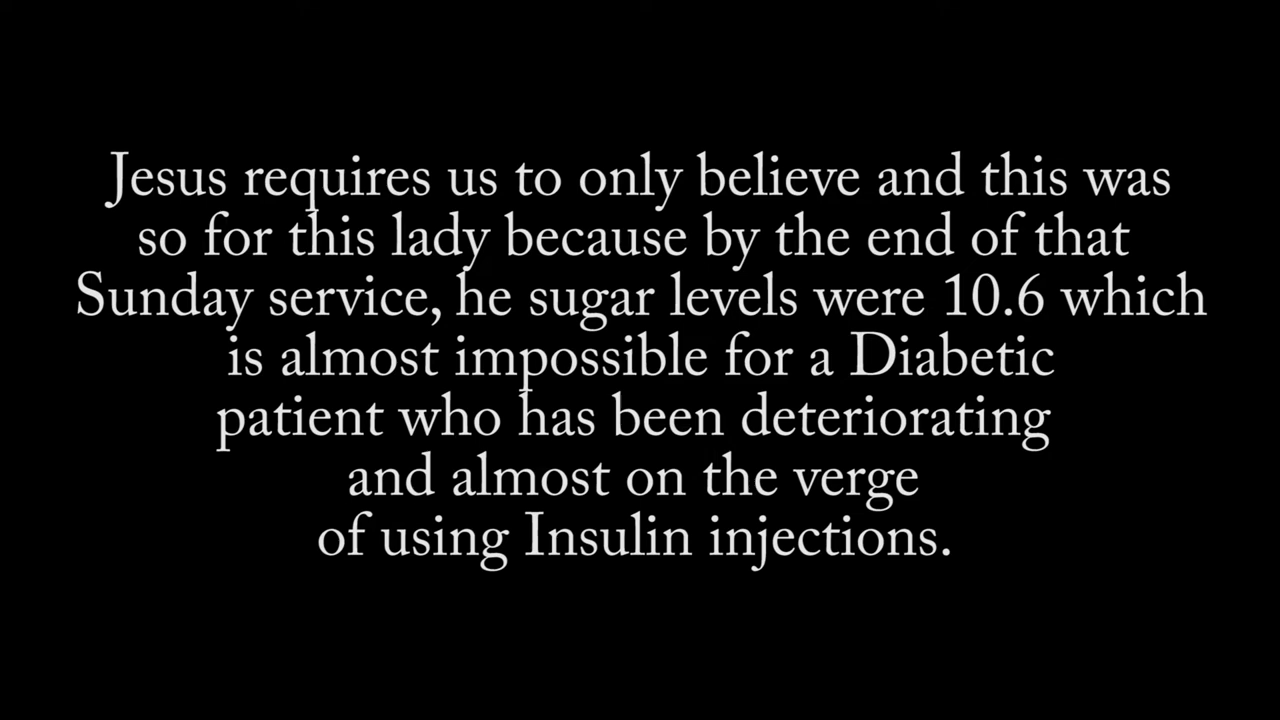 Jesus requires us to only believe and this was
so for this lady because by the end of that
Sunday service, he sugar levels were 10.6 which
is almost impossible for a Diabetic
patient who has been deteriorating
and almost on the verge
of using Insulin injections.